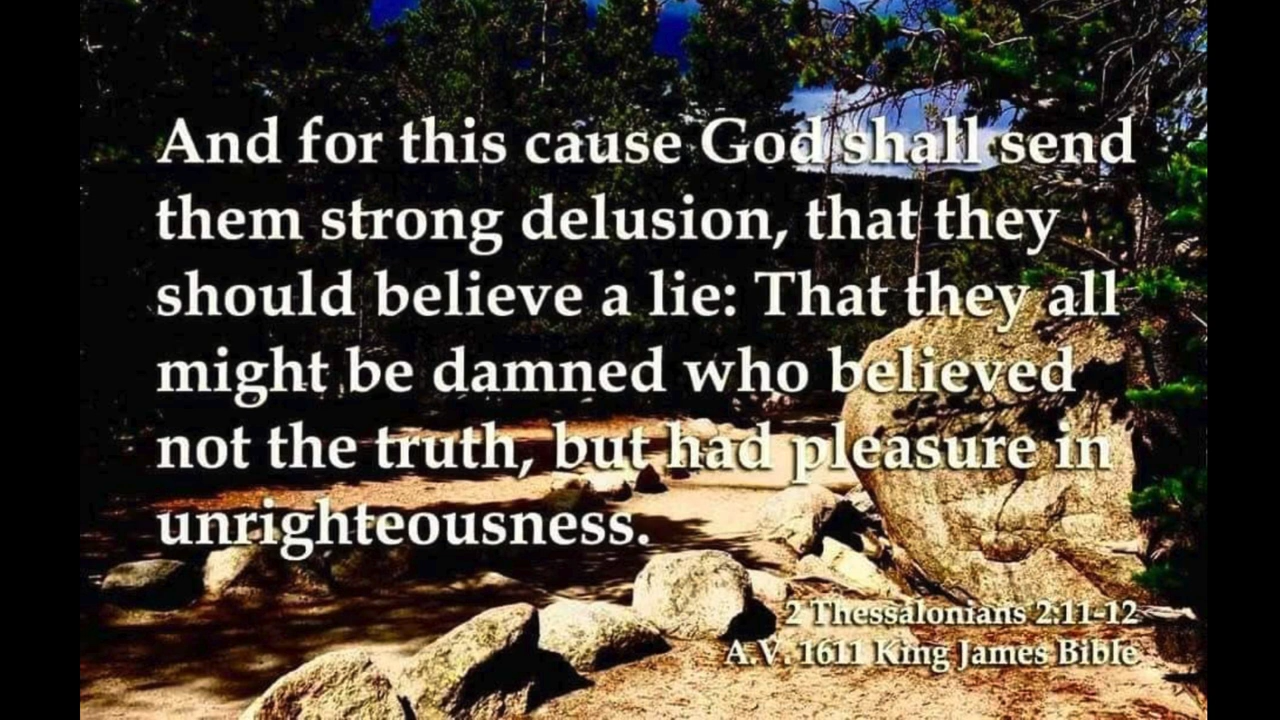 And for this cause God shall send
them strong delusion, that they
should believe a lie: That they all
might be damned who believed
not the truth, but had pleasure in
unrighteousness.
2 Thessalonians 2:11-12
A.V. 1611 King James Bible